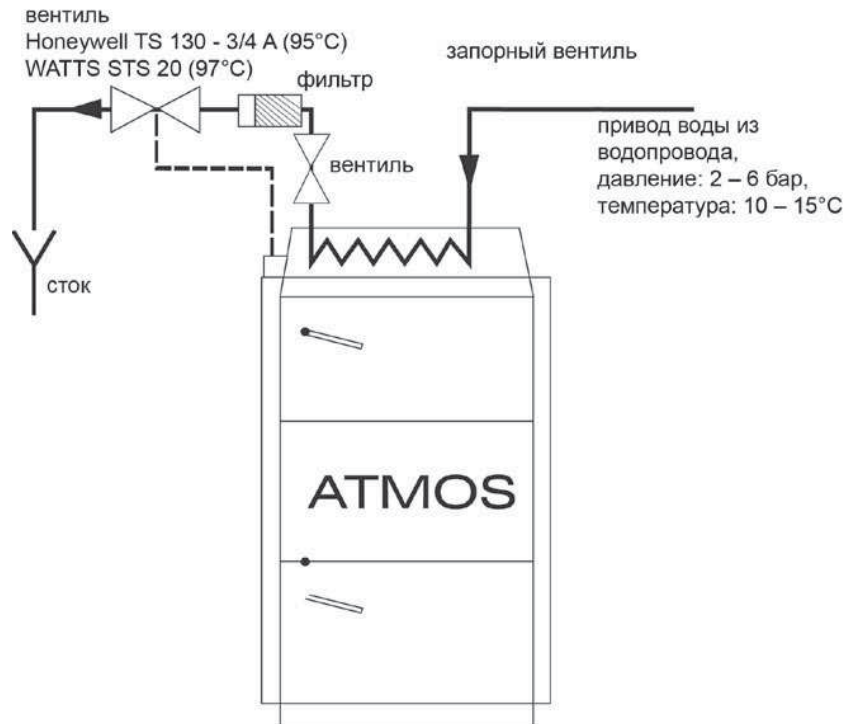 вентиль
Honeywell TS 130 - 3/4 A (95°C)
WATTS STS 20 (97°C)
фильтр
запорный вентиль
привод воды из
водопровода,
давление: 2 – 6 бар,
температура: 10 – 15°C
вентиль
сток
ATMOS